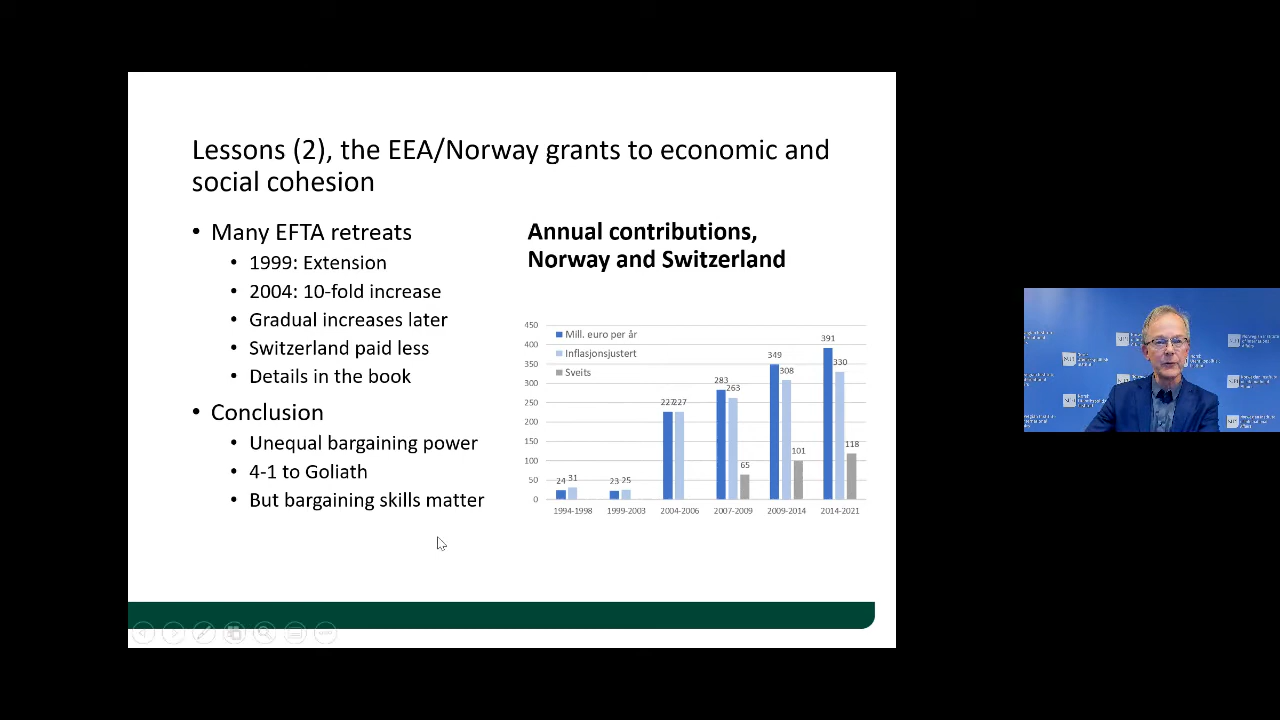 Lessons (2), the EEA/Norway grants to economic and
social cohesion
• Many EFTA retreats
• 1999: Extension
• 2004: 10-fold increase
• Gradual increases later
• Switzerland paid less
• Details in the book
• Conclusion
• Unequal bargaining power
• 4-1 to Goliath
• But bargaining skills matter
Annual contributions,
Norway and Switzerland
Mill. euro per år
Inflasjonsjustert
Sveits
450
400
350
300
250
200
150
100
50
0
24 31
23 25
227 227
283 263 65
349 308 101
391 330 118
1994-1998 1999-2003 2004-2006 2007-2009 2009-2014 2014-2021